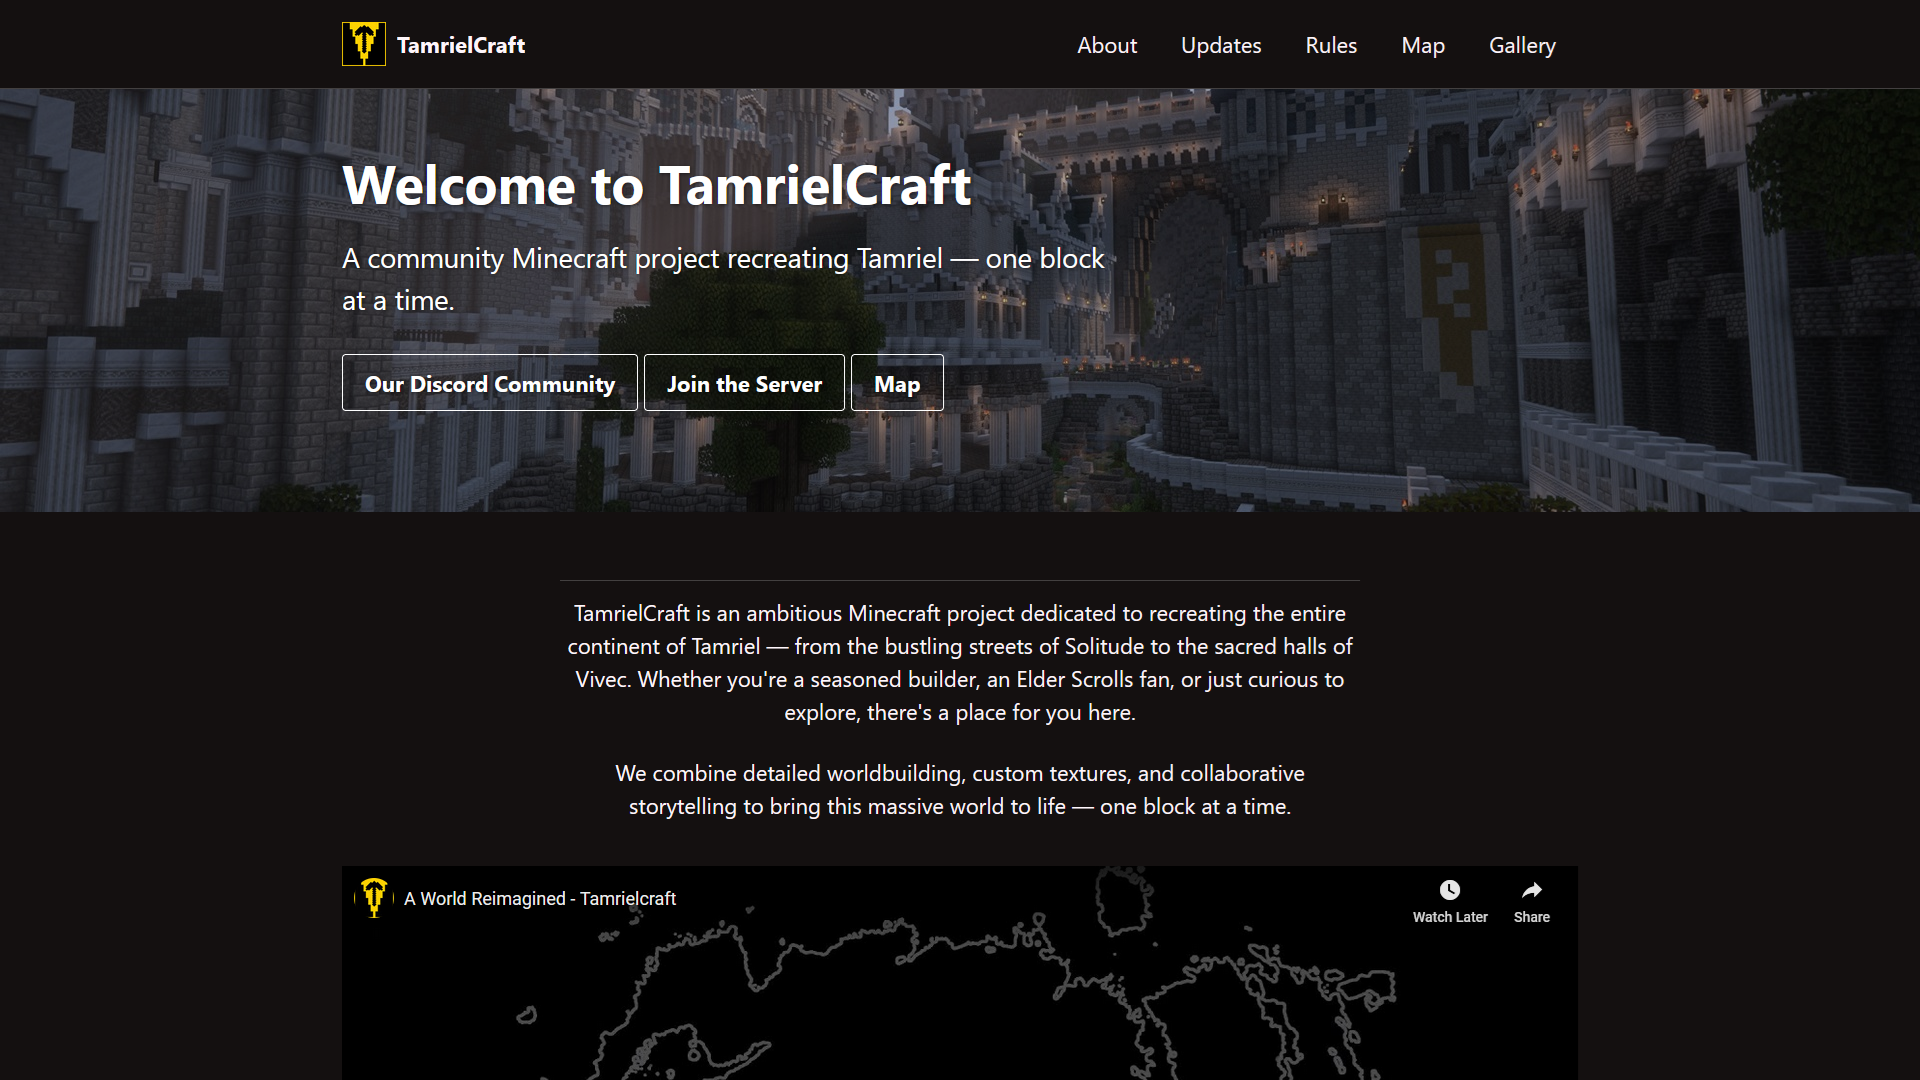 TamrielCraft
About
Updates
Rules
Map
Gallery
Welcome to TamrielCraft
A community Minecraft project recreating Tamriel — one block
at a time.
Our Discord Community
Join the Server
Map
TamrielCraft is an ambitious Minecraft project dedicated to recreating the entire
continent of Tamriel — from the bustling streets of Solitude to the sacred halls of
Vivec. Whether you're a seasoned builder, an Elder Scrolls fan, or just curious to
explore, there's a place for you here.
We combine detailed worldbuilding, custom textures, and collaborative
storytelling to bring this massive world to life — one block at a time.
A World Reimagined - Tamrielcraft
Watch Later
Share